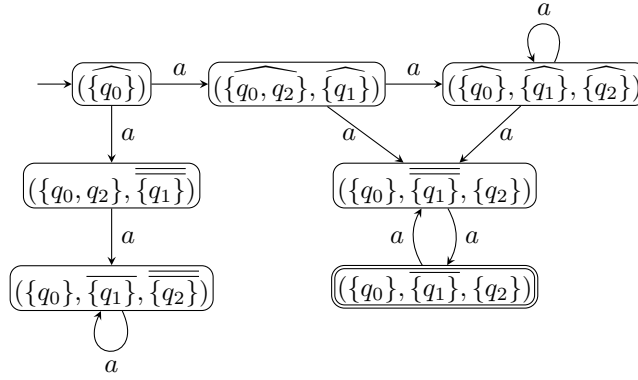 a
({q₀}^) a ({q₀, q₂}^, {q₁}^) a ({q₀}^, {q₁}^, {q₂}^)
a a a
({q₀, q₂}, {q₁}̿) ({q₀}, {q₁}̿, {q₂})
a a a
({q₀}, {q₁}̅, {q₂}̿) ({q₀}, {q₁}̅, {q₂})
a